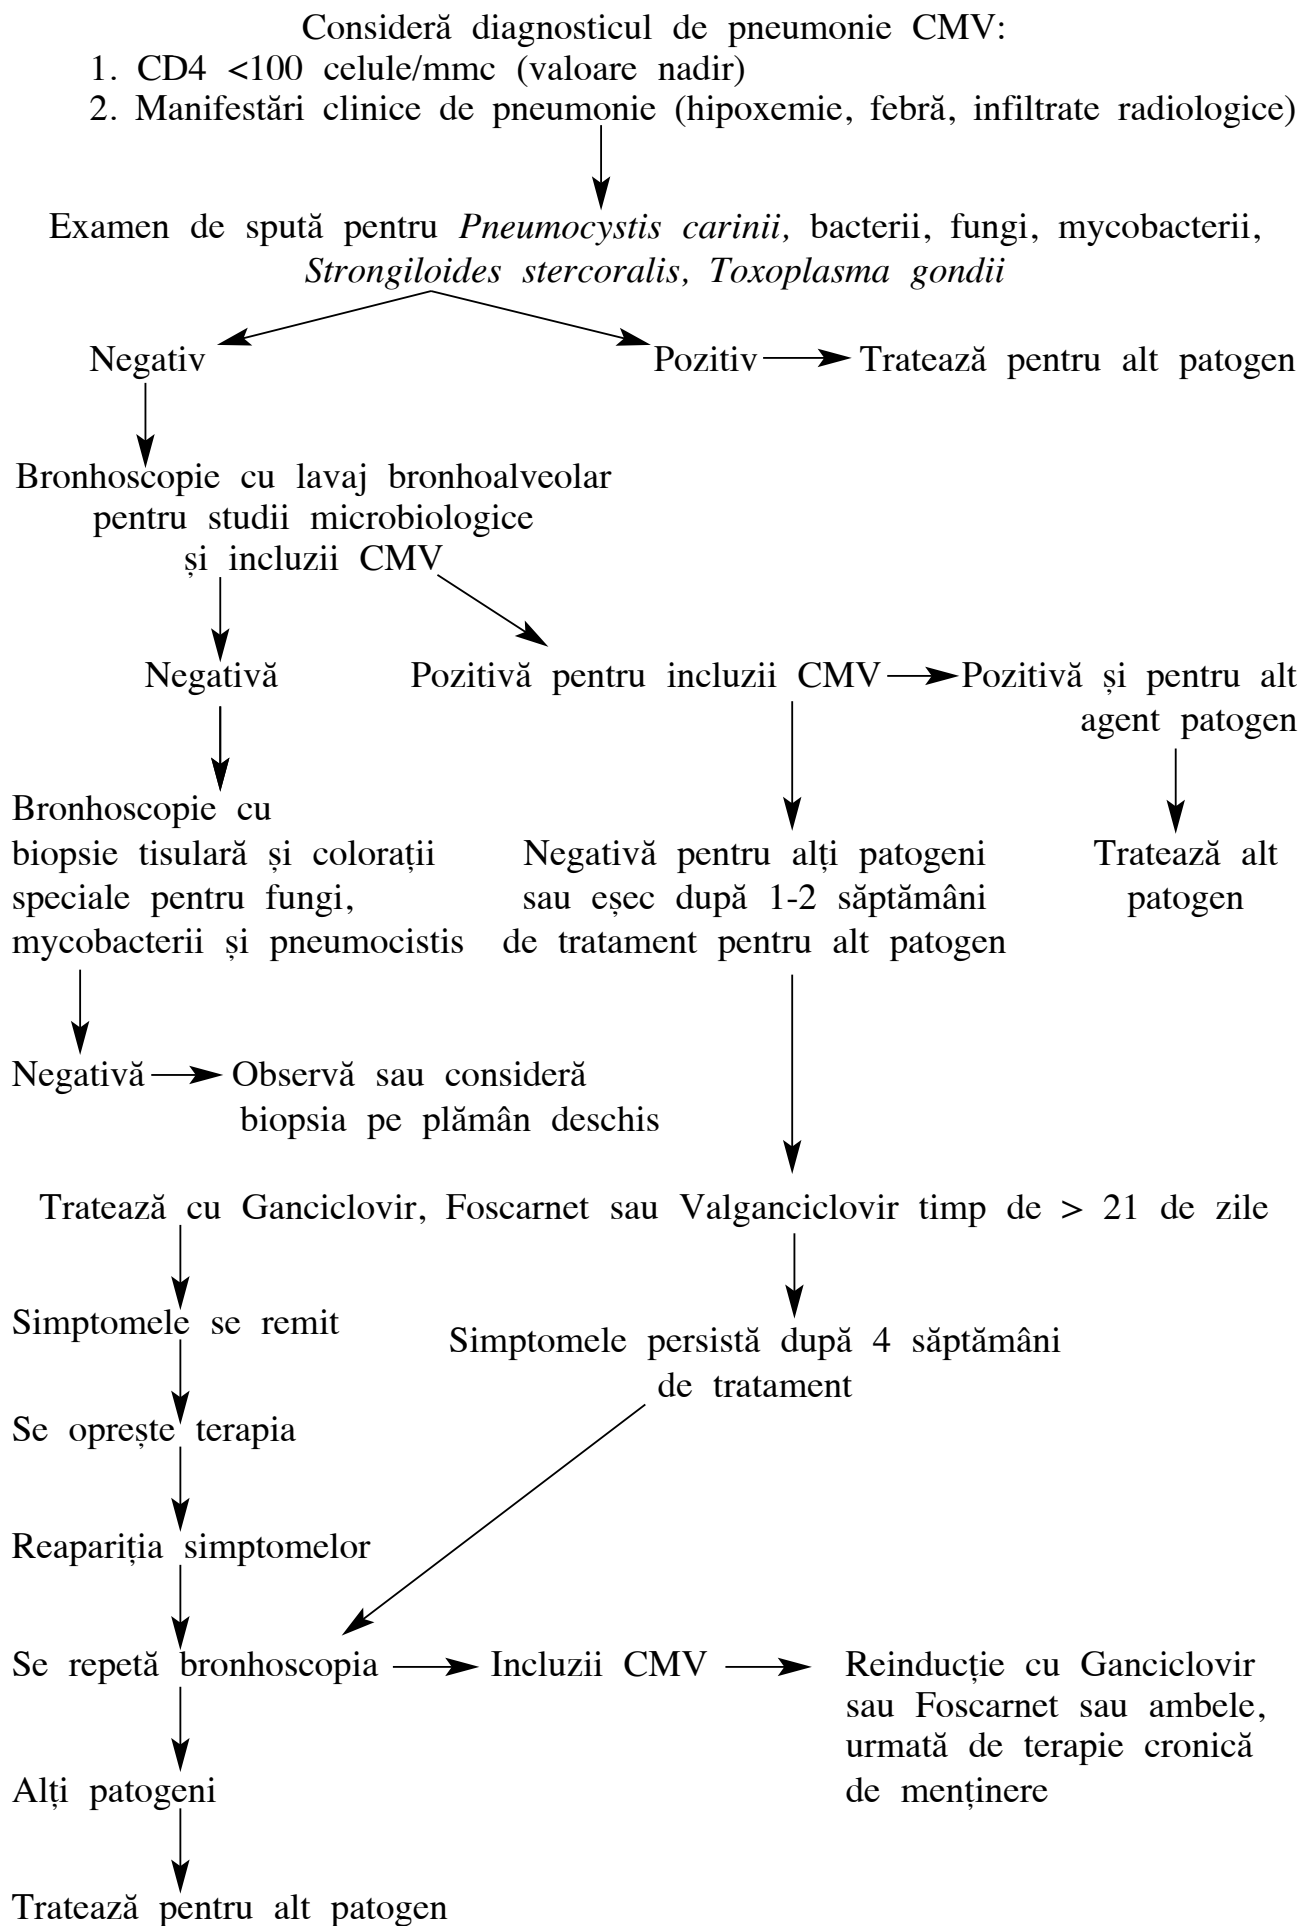 Consideră diagnosticul de pneumonie CMV:
1. CD4 <100 celule/mmc (valoare nadir)
2. Manifestări clinice de pneumonie (hipoxemie, febră, infiltrate radiologice)
Examen de spută pentru Pneumocystis carinii, bacterii, fungi, mycobacterii,
Strongiloides stercoralis, Toxoplasma gondii
Negativ
Pozitiv
Tratează pentru alt patogen
Bronhoscopie cu lavaj bronhoalveolar
pentru studii microbiologice
și incluzii CMV
Negativă
Pozitivă pentru incluzii CMV
Pozitivă și pentru alt
agent patogen
Bronhoscopie cu
biopsie tisulară și colorații
speciale pentru fungi,
mycobacterii și pneumocistis
Negativă pentru alți patogeni
sau eșec după 1-2 săptămâni
de tratament pentru alt patogen
Tratează alt
patogen
Negativă
Observă sau consideră
biopsia pe plămân deschis
Tratează cu Ganciclovir, Foscarnet sau Valganciclovir timp de > 21 de zile
Simptomele se remit
Simptomele persistă după 4 săptămâni
de tratament
Se oprește terapia
Reapariția simptomelor
Se repetă bronhoscopia
Incluzii CMV
Reinducție cu Ganciclovir
sau Foscarnet sau ambele,
urmată de terapie cronică
de menținere
Alți patogeni
Tratează pentru alt patogen